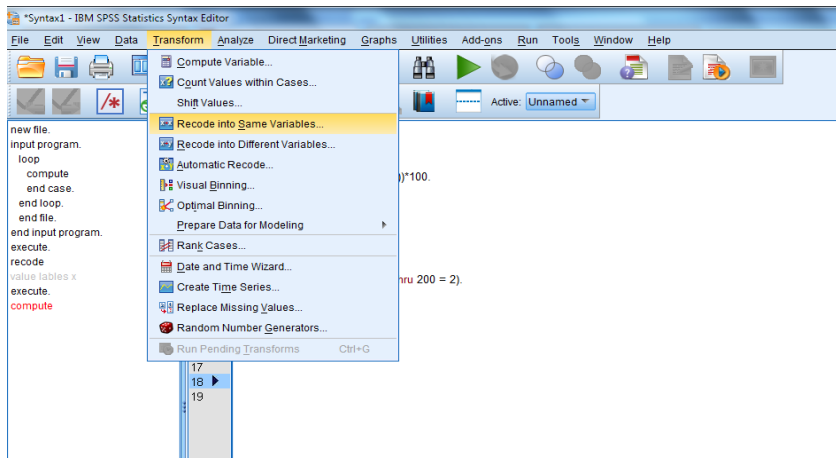 *Syntax1 - IBM SPSS Statistics Syntax Editor
File Edit View Data Transform Analyze Direct Marketing Graphs Utilities Add-ons Run Tools Window Help
Active: Unnamed
Compute Variable...
Count Values within Cases...
Shift Values...
Recode into Same Variables...
Recode into Different Variables...
Automatic Recode...
Visual Binning...
Optimal Binning...
Prepare Data for Modeling
Rank Cases...
Date and Time Wizard...
Create Time Series...
Replace Missing Values...
Random Number Generators...
Run Pending Transforms Ctrl+G
new file.
input program.
loop
compute
end case.
end loop.
end file.
end input program.
execute.
recode
value lables x
execute.
compute
))*100.
200 = 2).
17
18
19